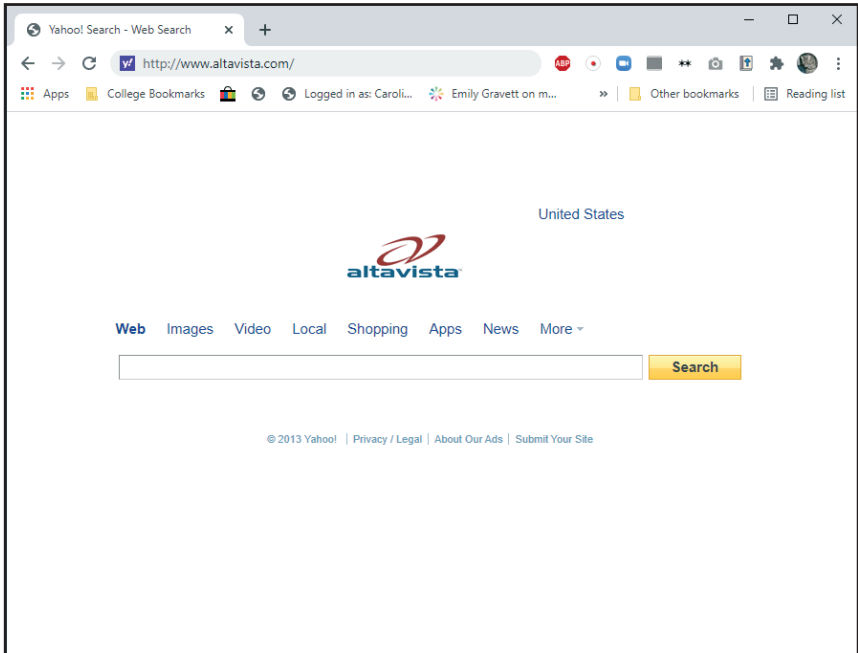 Yahoo! Search - Web Search
y! http://www.altavista.com/ ABP **
Apps College Bookmarks Logged in as: Caroli... Emily Gravett on m... » Other bookmarks Reading list
United States
altavista
Web Images Video Local Shopping Apps News More
Search
© 2013 Yahoo! | Privacy / Legal | About Our Ads | Submit Your Site